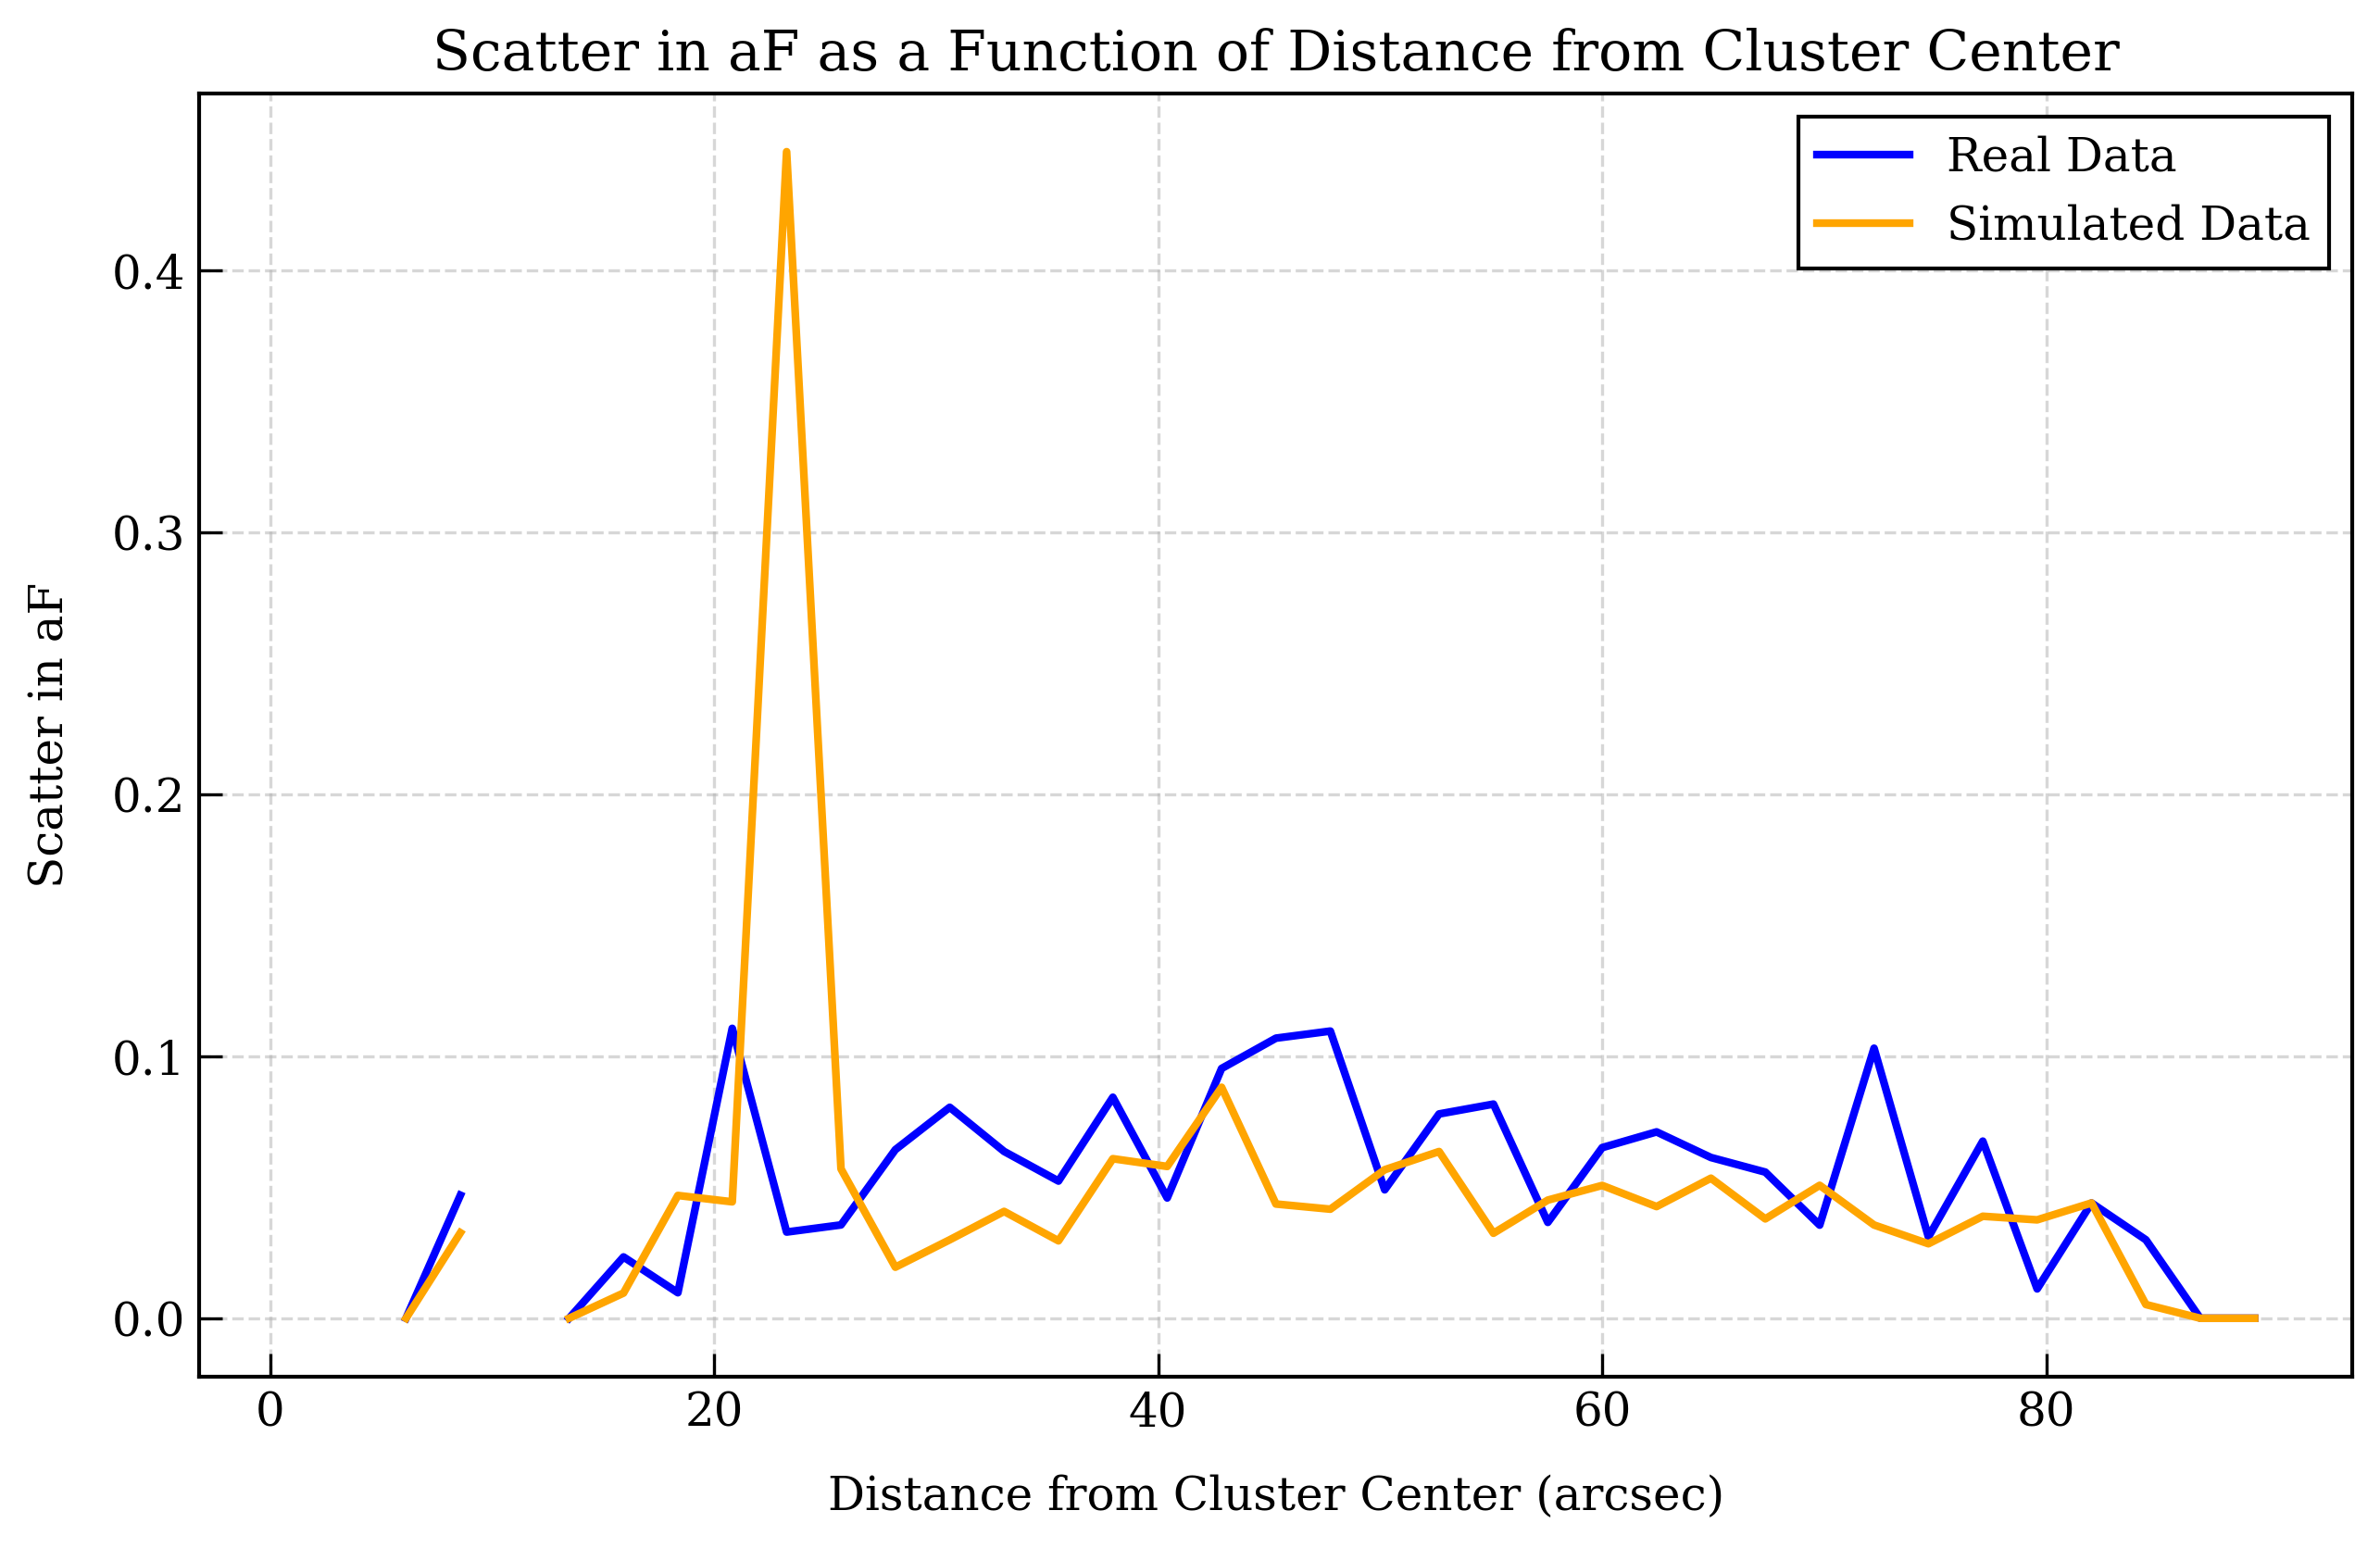 Scatter in aF as a Function of Distance from Cluster Center
Real Data
Simulated Data
Scatter in aF
0.4
0.3
0.2
0.1
0.0
0 20 40 60 80
Distance from Cluster Center (arcsec)